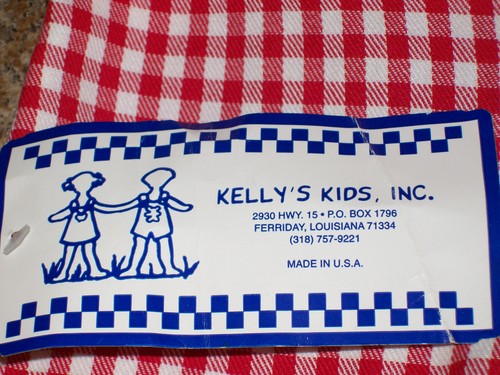 KELLY'S KIDS, INC.
2930 HWY. 15 • P.O. BOX 1796
FERRIDAY, LOUISIANA 71334
(318) 757-9221
MADE IN U.S.A.